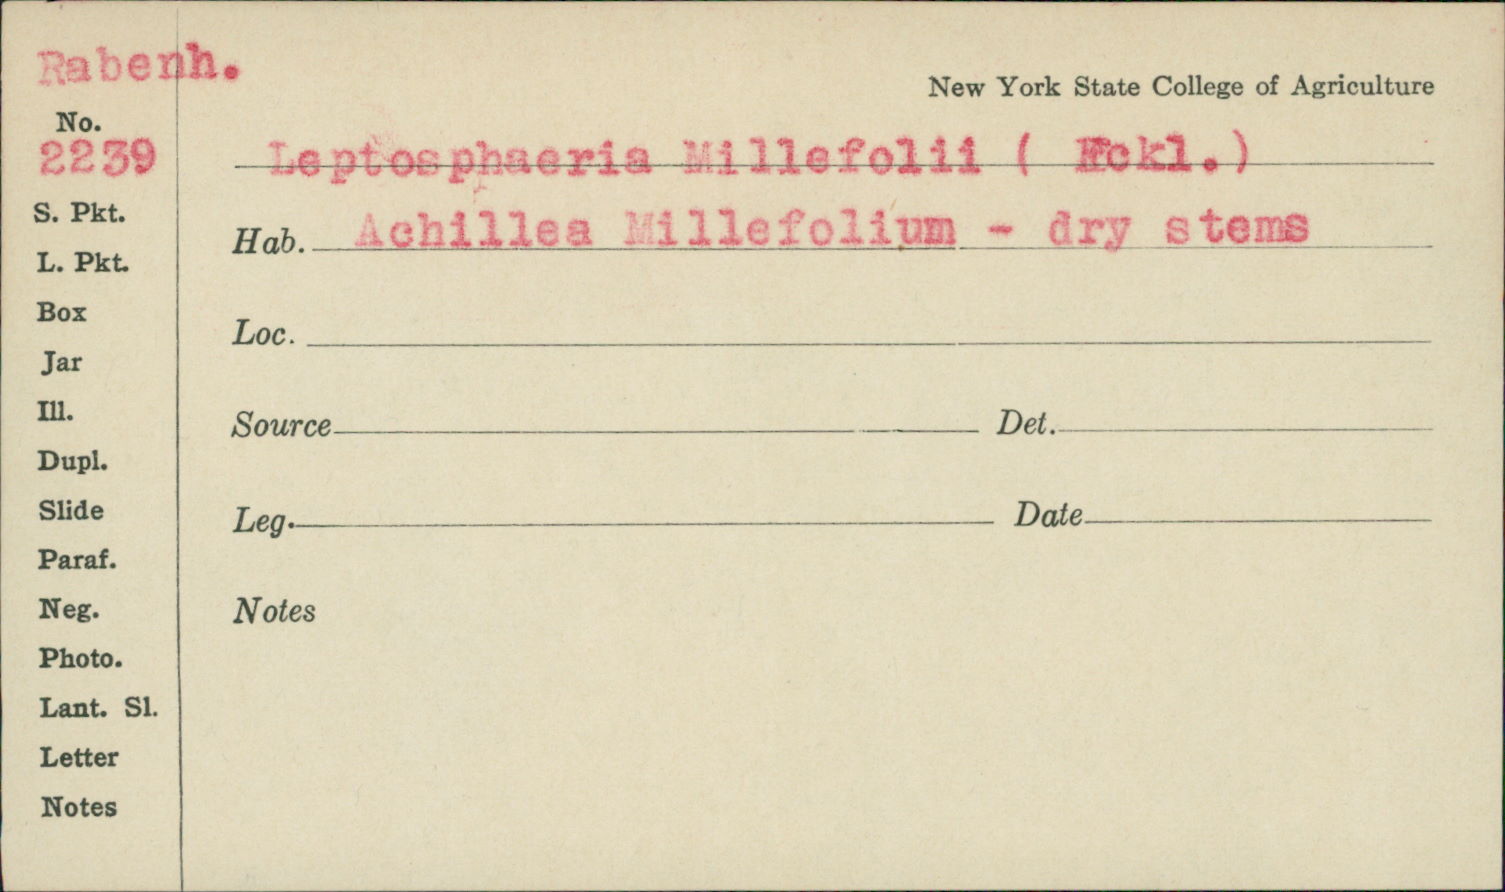 Rabenh.
New York State College of Agriculture
No.
2239
Leptosphaeria Millefolii ( Fckl.)
S. Pkt.
Hab. Achillea Millefolium - dry stems
L. Pkt.
Box
Loc.
Jar
Ill.
Source Det.
Dupl.
Slide
Leg. Date
Paraf.
Neg.
Notes
Photo.
Lant. Sl.
Letter
Notes